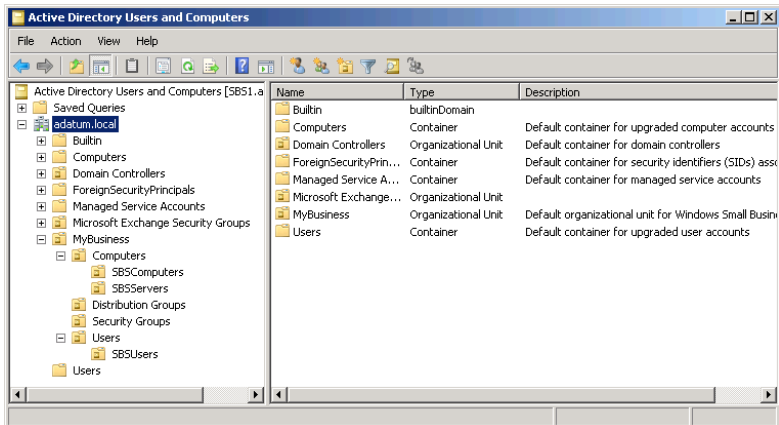 Active Directory Users and Computers
File Action View Help
Active Directory Users and Computers [SBS1.a
Saved Queries
adatum.local
Builtin
Computers
Domain Controllers
ForeignSecurityPrincipals
Managed Service Accounts
Microsoft Exchange Security Groups
MyBusiness
Computers
SBSComputers
SBSServers
Distribution Groups
Security Groups
Users
SBSUsers
Users
Name Type Description
Builtin builtinDomain
Computers Container Default container for upgraded computer accounts
Domain Controllers Organizational Unit Default container for domain controllers
ForeignSecurityPrin... Container Default container for security identifiers (SIDs) asso
Managed Service A... Container Default container for managed service accounts
Microsoft Exchange... Organizational Unit
MyBusiness Organizational Unit Default organizational unit for Windows Small Busin
Users Container Default container for upgraded user accounts